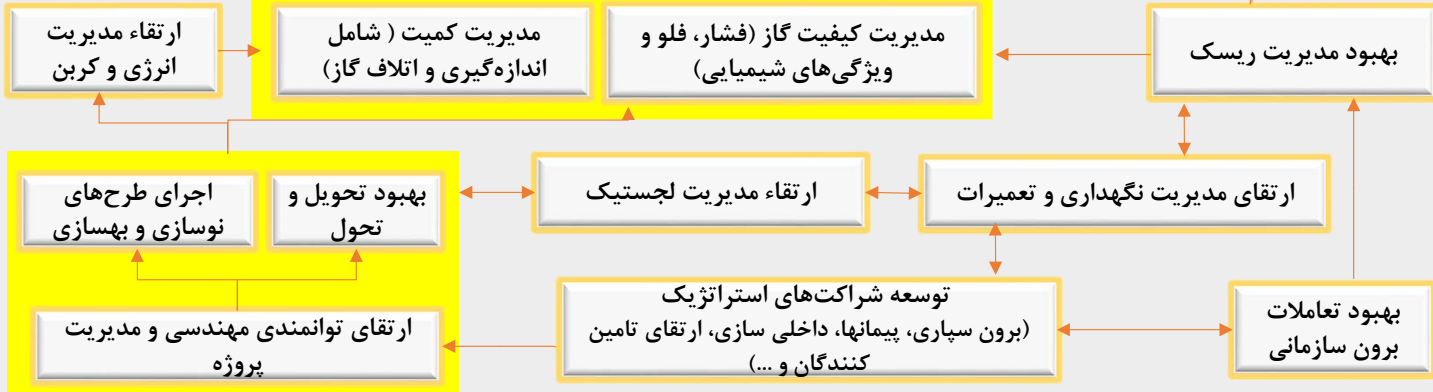 بهبود مدیریت ریسک
مدیریت کیفیت گاز (فشار، فلو و
ویژگی‌های شیمیایی)
مدیریت کمیت ( شامل
اندازه‌گیری و اتلاف گاز)
ارتقاء مدیریت
انرژی و کربن
ارتقای مدیریت نگهداری و تعمیرات
ارتقاء مدیریت لجستیک
بهبود تحویل و
تحول
اجرای طرح‌های
نوسازی و بهسازی
بهبود تعاملات
برون سازمانی
توسعه شراکت‌های استراتژیک
(برون سپاری، پیمانها، داخلی سازی، ارتقای تامین
کنندگان و ...)
ارتقای توانمندی مهندسی و مدیریت
پروژه